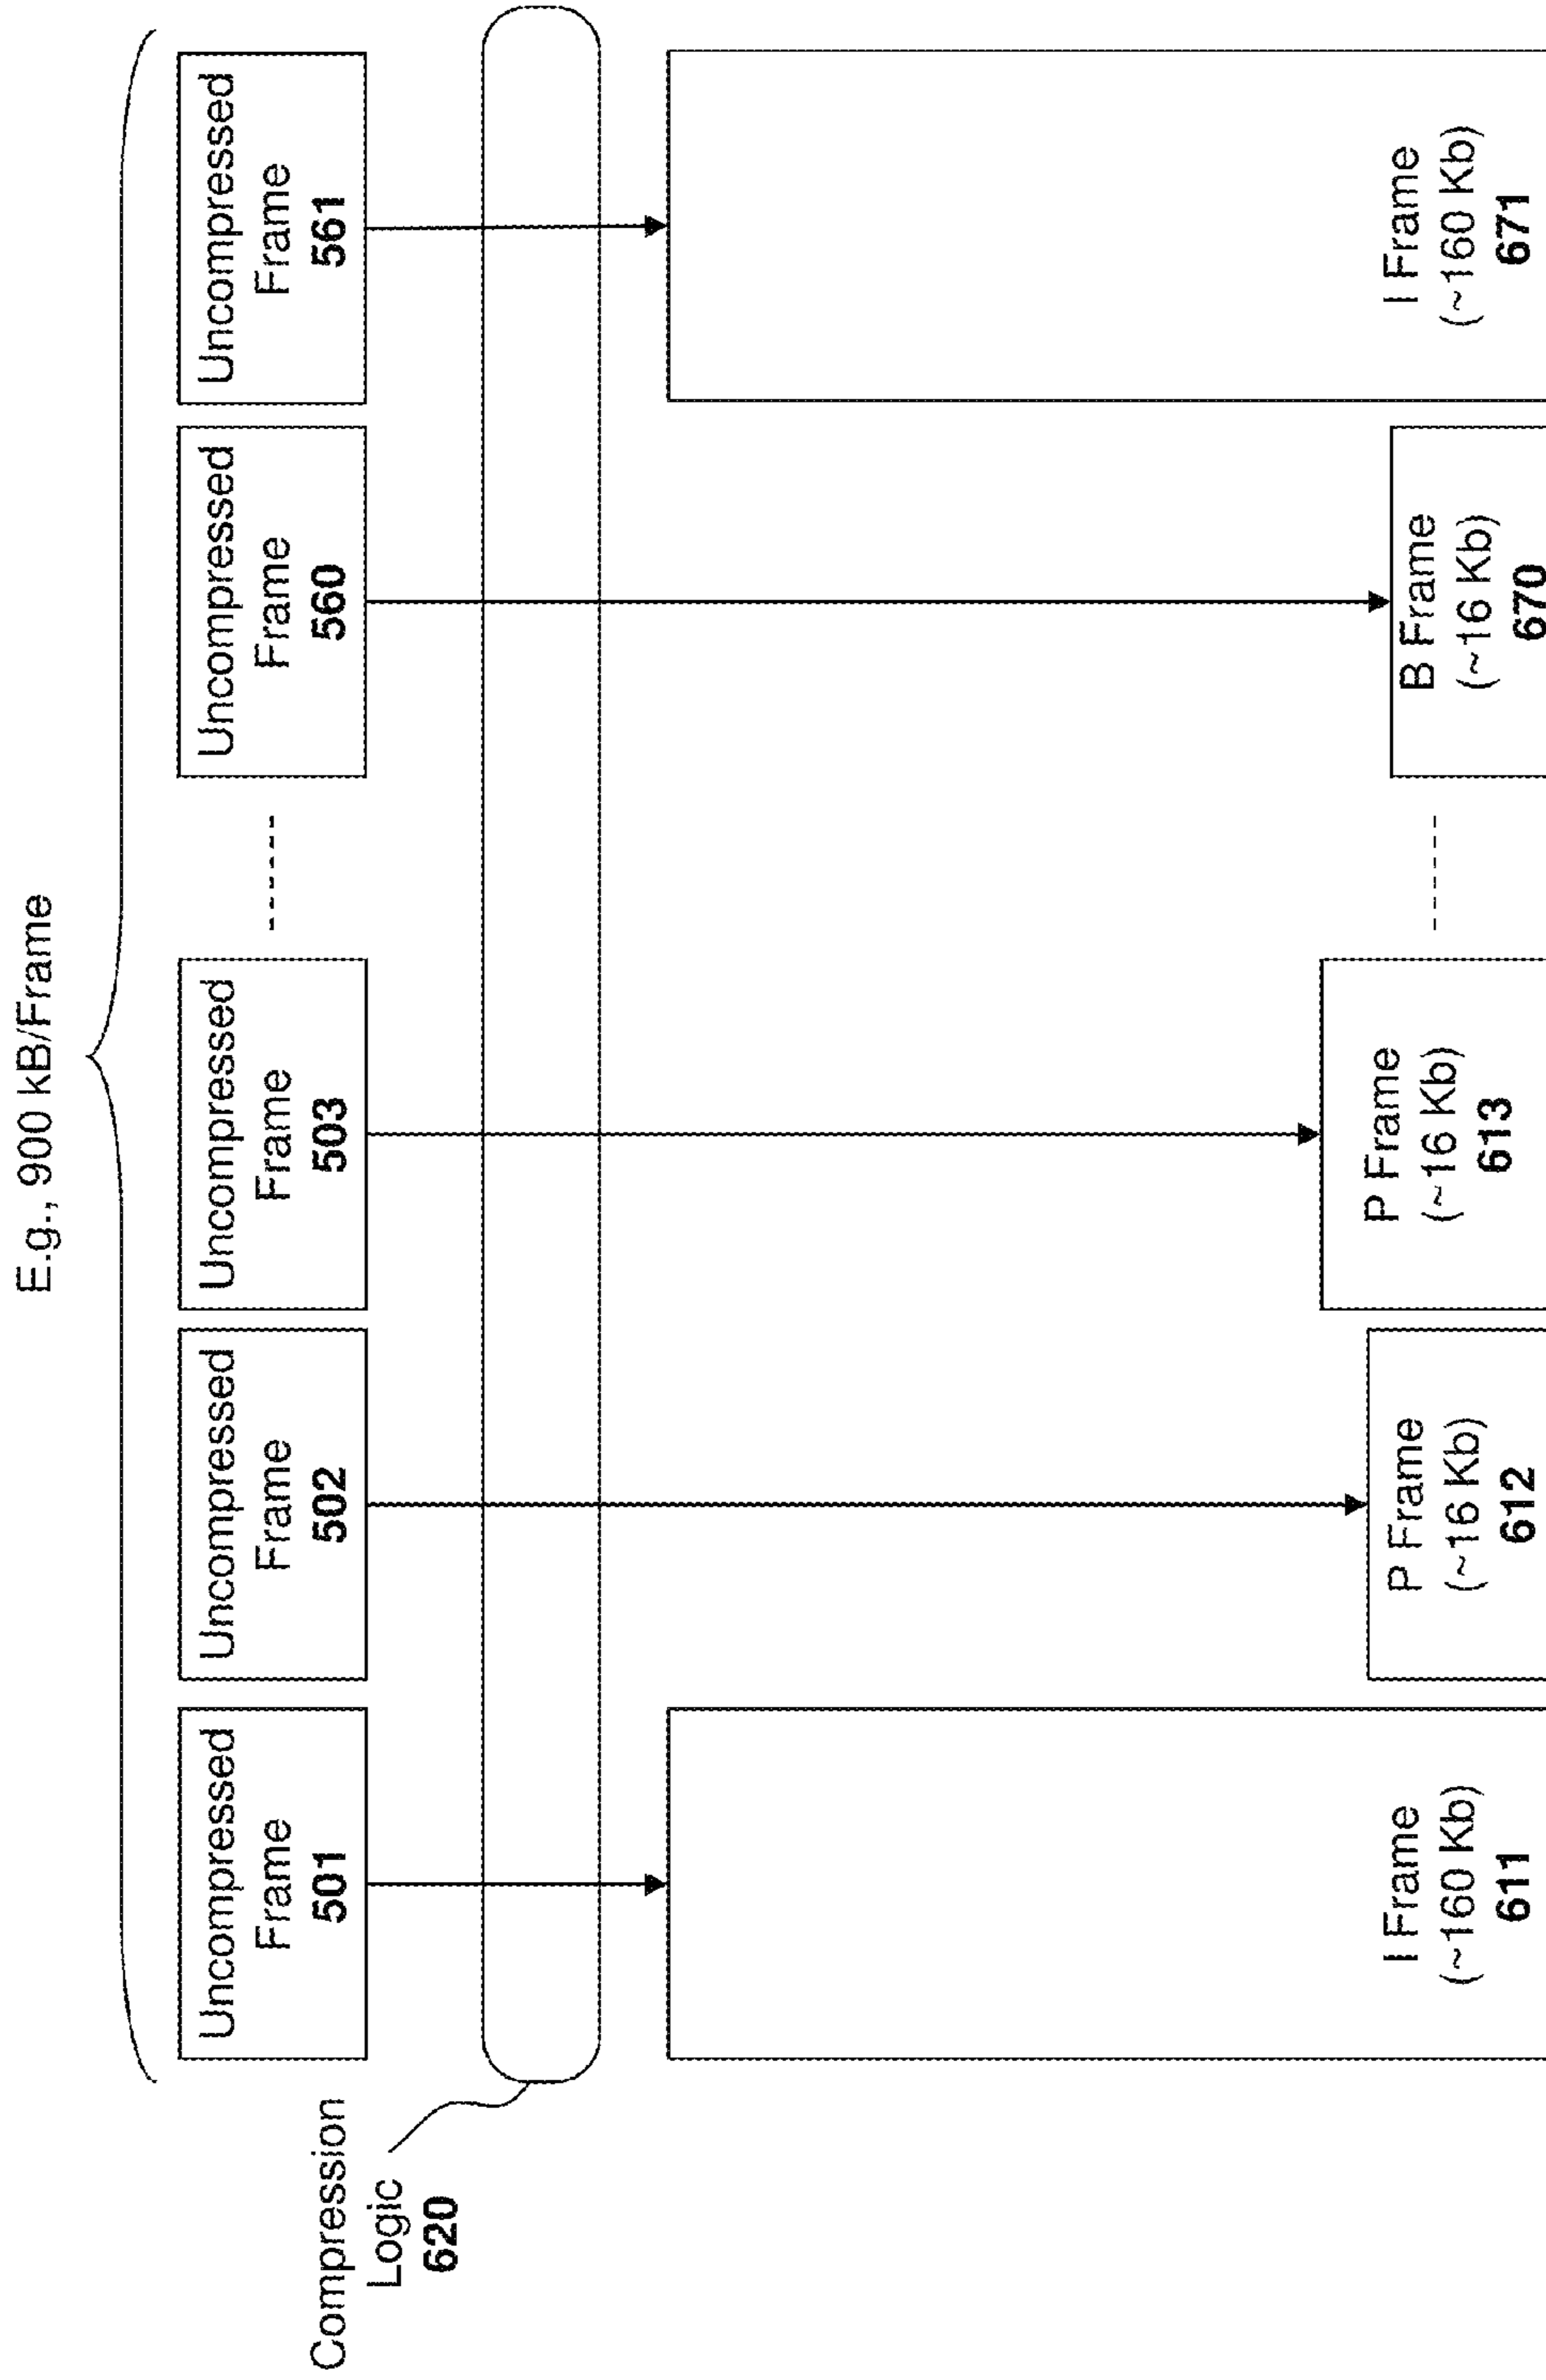 E.g., 900 kB/Frame
Uncompressed
Frame
501
Uncompressed
Frame
502
Uncompressed
Frame
503
Uncompressed
Frame
560
Uncompressed
Frame
561
Compression
Logic
620
I Frame
(~160 Kb)
611
P Frame
(~16 Kb)
612
P Frame
(~16 Kb)
613
B Frame
(~16 Kb)
670
I Frame
(~160 Kb)
671